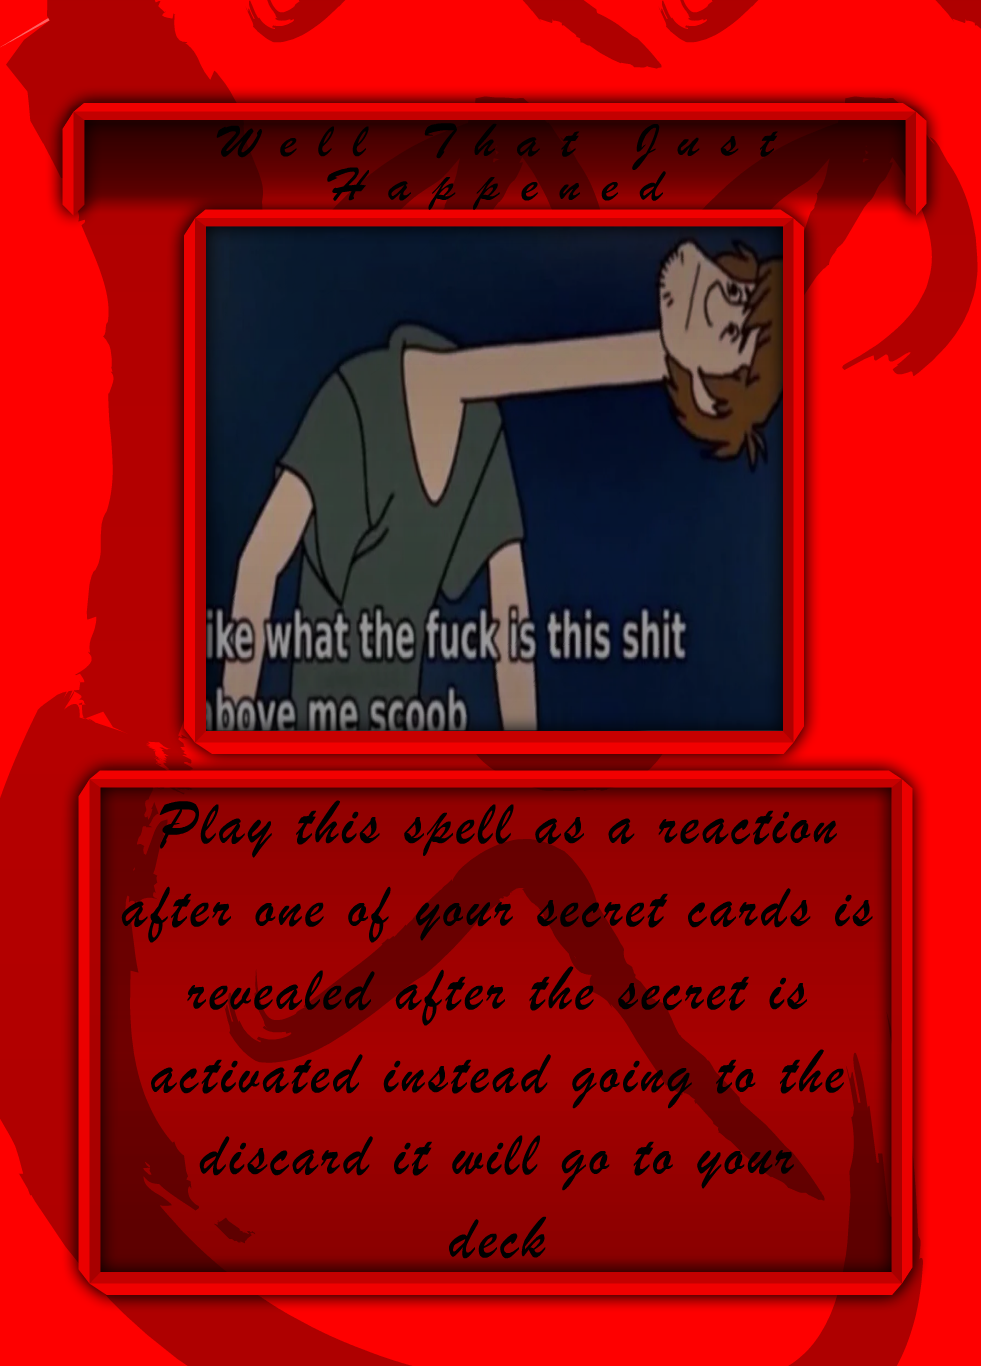 Well That Just
Happened
ike what the fuck is this shit
above me scoob
Play this spell as a reaction
after one of your secret cards is
revealed after the secret is
activated instead going to the
discard it will go to your
deck